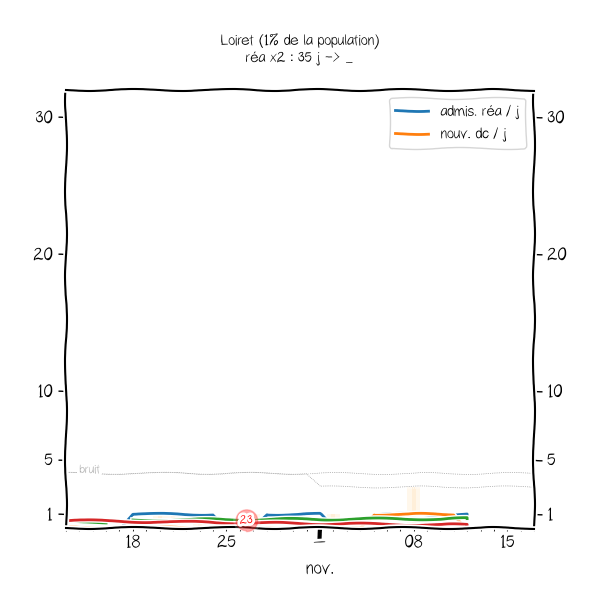 Loiret (1% de la population)
réa x2 : 35 j -> _
admis. réa / j
nouv. dc / j
30
30
20
20
10
10
5
5
bruit
1
1
23
18
25
1
08
15
nov.